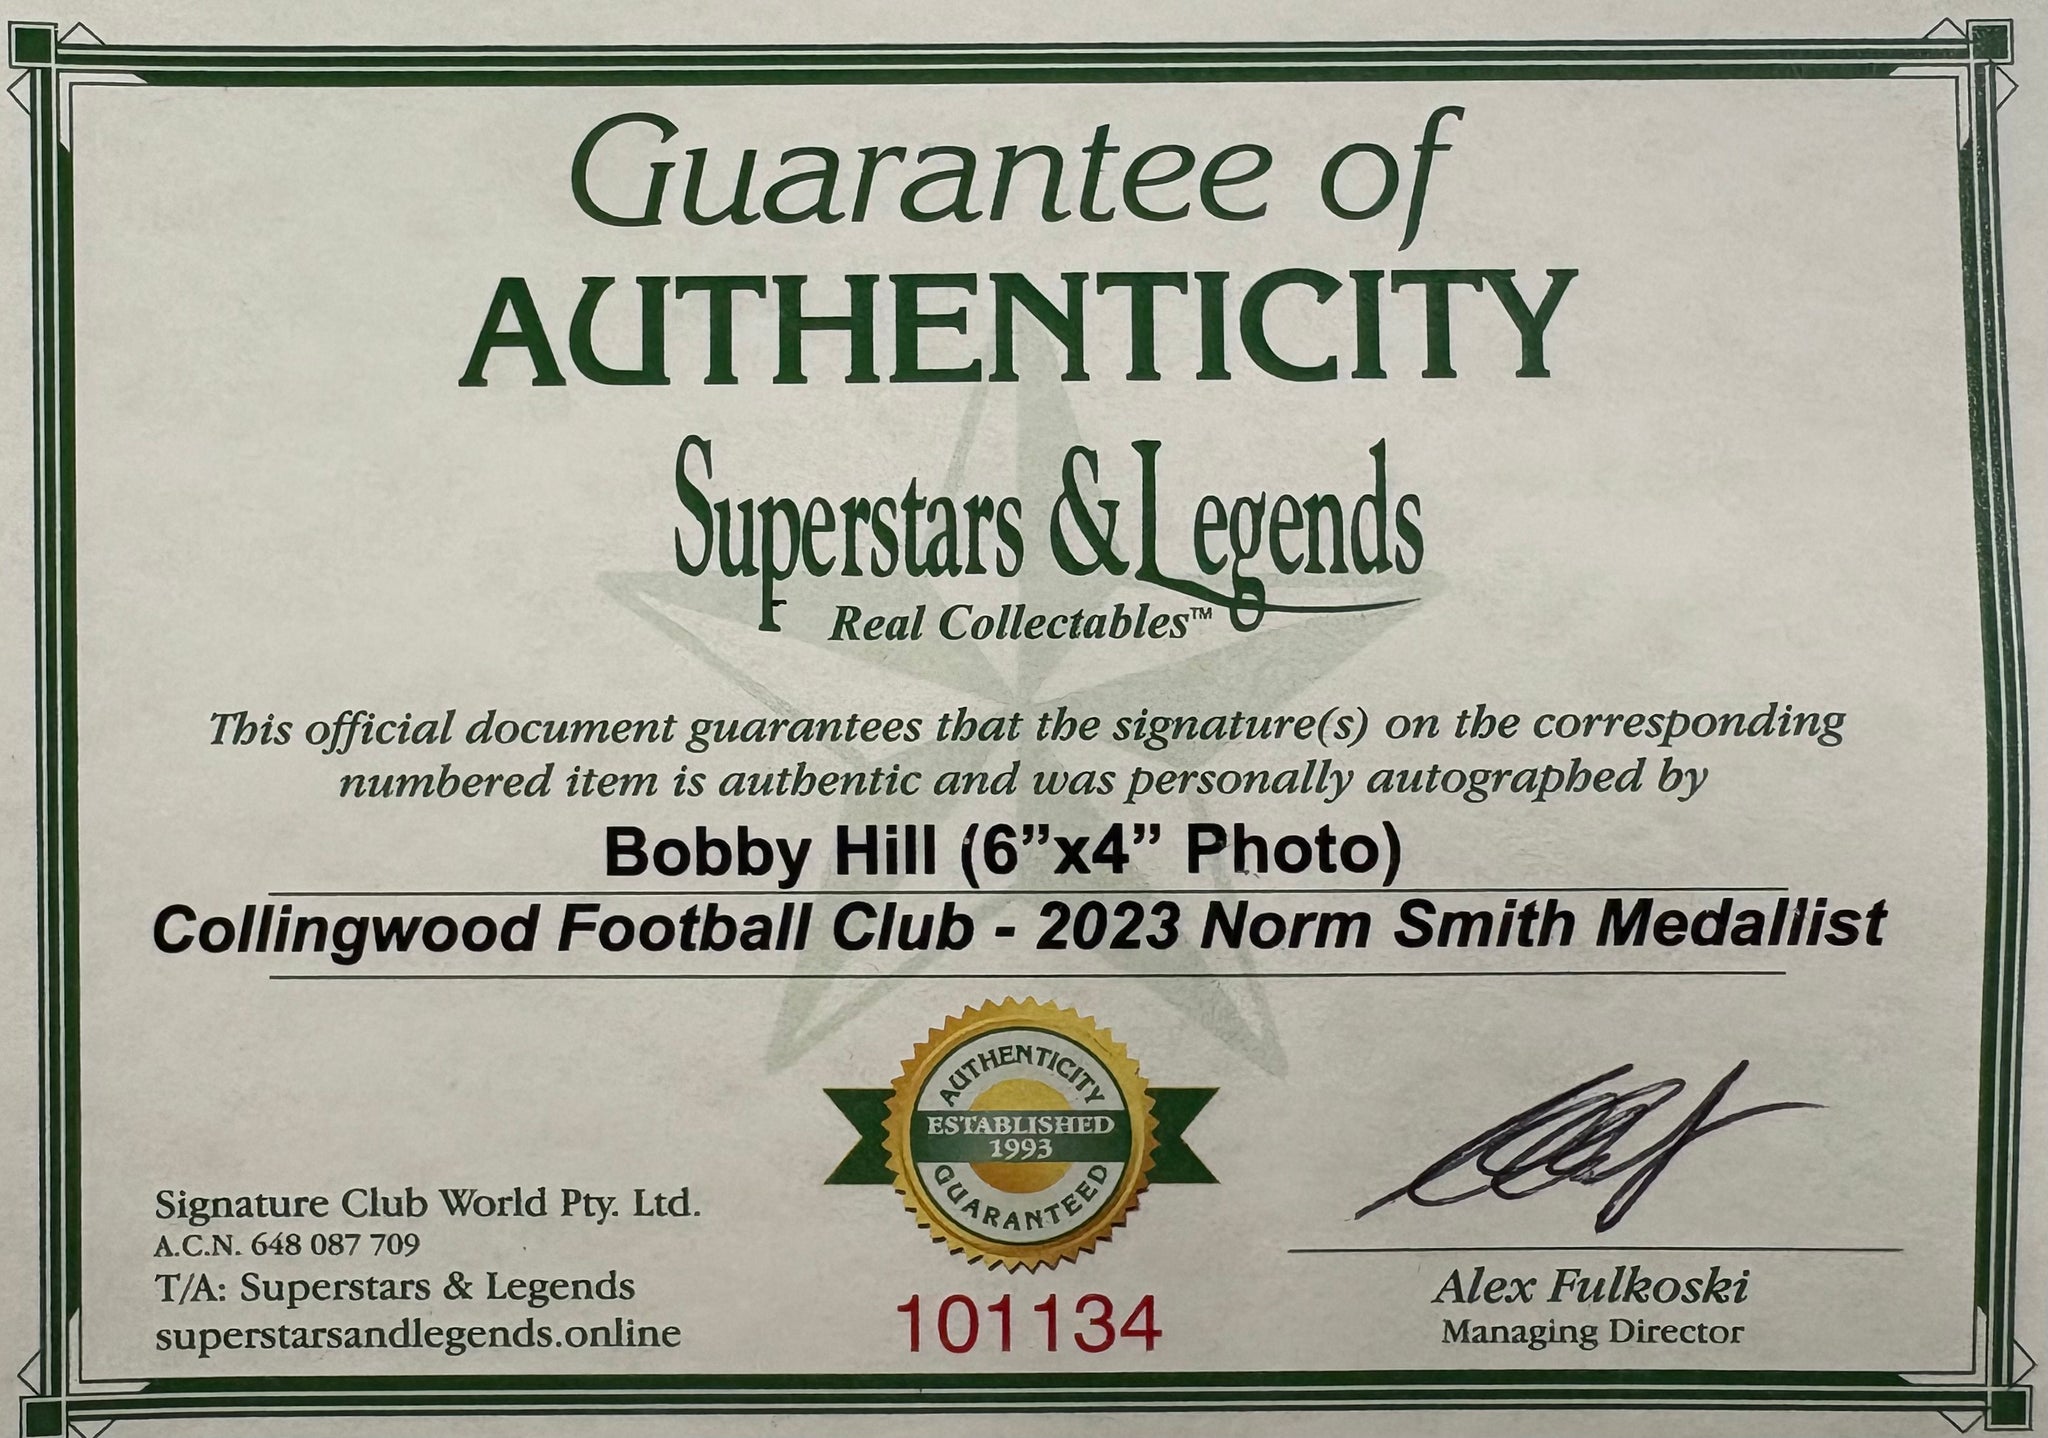 Guarantee of
AUTHENTICITY
Superstars & Legends
Real Collectables™
This official document guarantees that the signature(s) on the corresponding
numbered item is authentic and was personally autographed by
Bobby Hill (6”x4” Photo)
Collingwood Football Club - 2023 Norm Smith Medallist
AUTHENTICITY
ESTABLISHED
1993
GUARANTEED
Signature Club World Pty. Ltd.
A.C.N. 648 087 709
T/A: Superstars & Legends
superstarsandlegends.online
101134
Alex Fulkoski
Managing Director